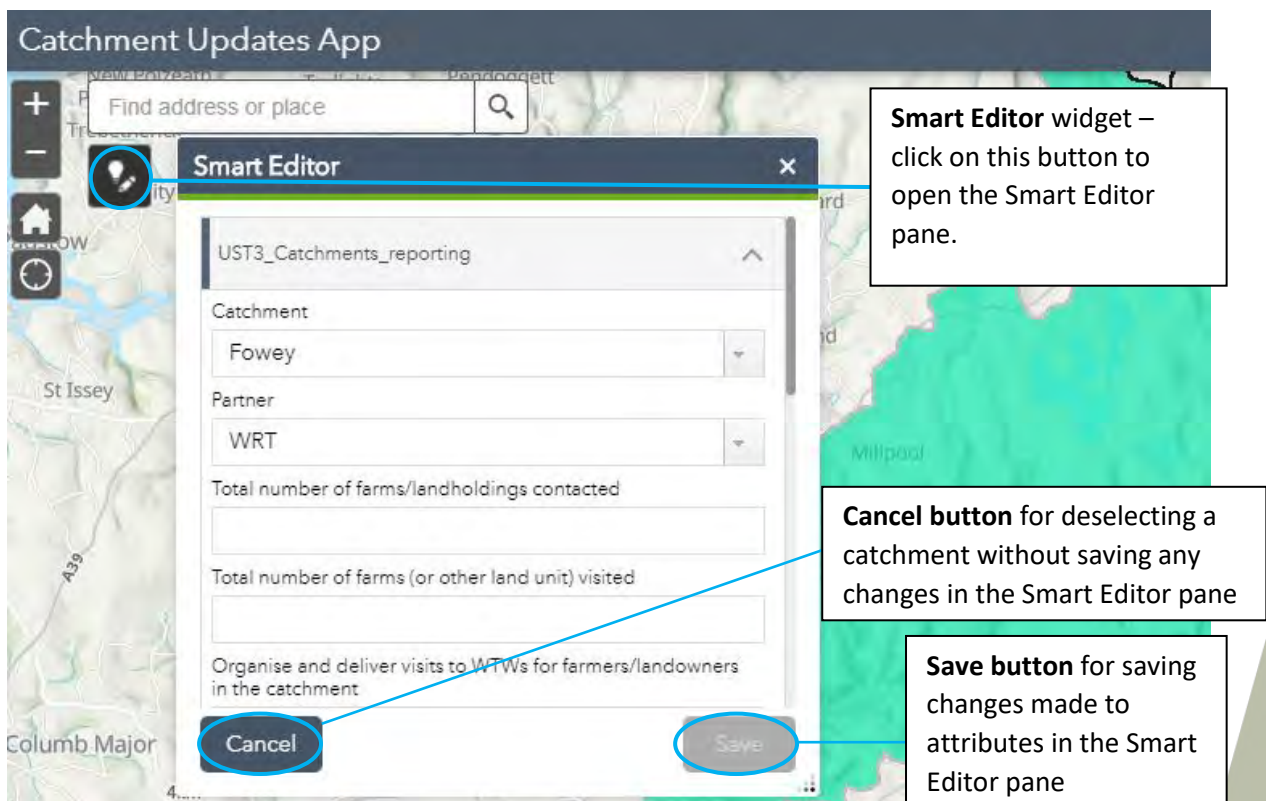 Catchment Updates App
New Polzeath
Pendoggett
Find address or place
Smart Editor
×
UST3_Catchments_reporting
Catchment
Fowey
Partner
WRT
Total number of farms/landholdings contacted
Total number of farms (or other land unit) visited
Organise and deliver visits to WTWs for farmers/landowners
in the catchment
Cancel
Save
St Issey
A39
Columb Major
Millpool
Smart Editor widget –
click on this button to
open the Smart Editor
pane.
Cancel button for deselecting a
catchment without saving any
changes in the Smart Editor pane
Save button for saving
changes made to
attributes in the Smart
Editor pane